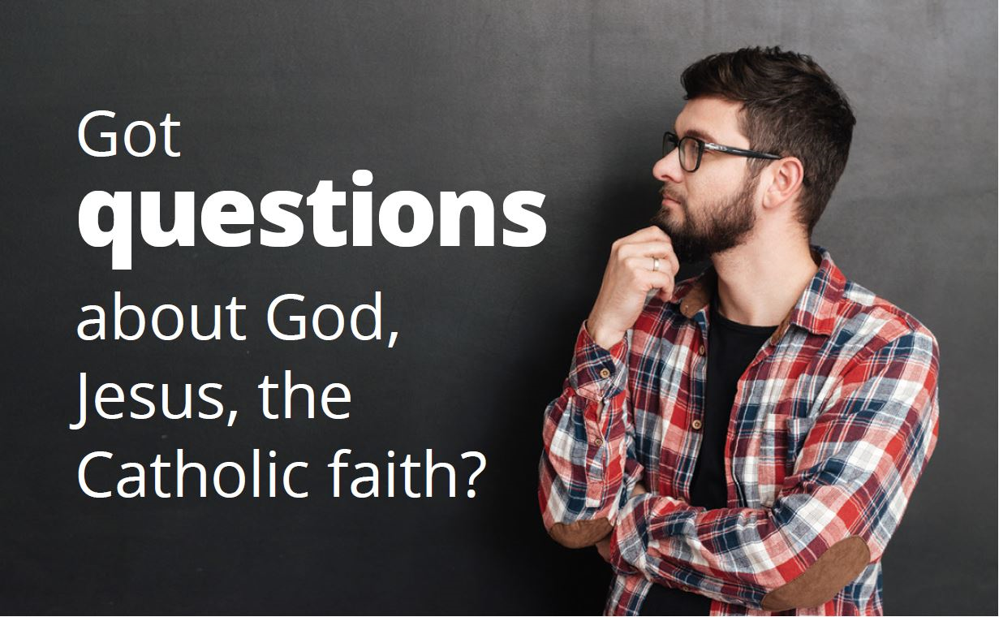 Got
questions
about God,
Jesus, the
Catholic faith?